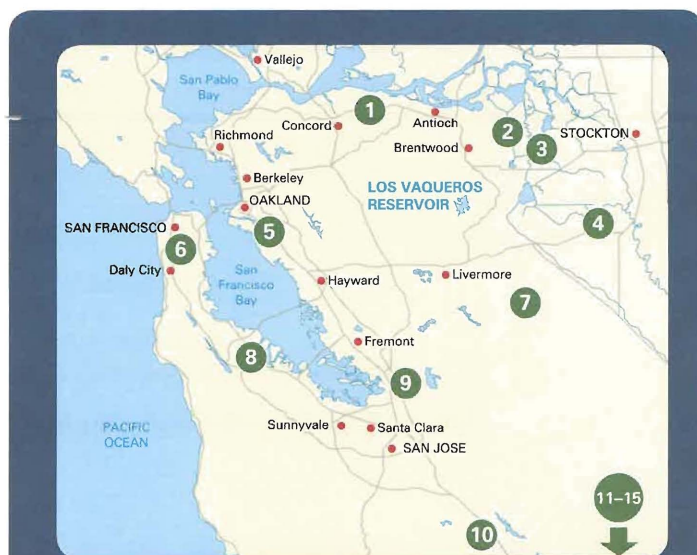 Vallejo
San Pablo
Bay
1
Concord
Antioch
2
Richmond
Brentwood
3
STOCKTON
Berkeley
LOS VAQUEROS
RESERVOIR
OAKLAND
SAN FRANCISCO
5
4
6
Daly City
San
Francisco
Bay
Hayward
Livermore
7
Fremont
8
9
PACIFIC
OCEAN
Sunnyvale
Santa Clara
SAN JOSE
11–15
10